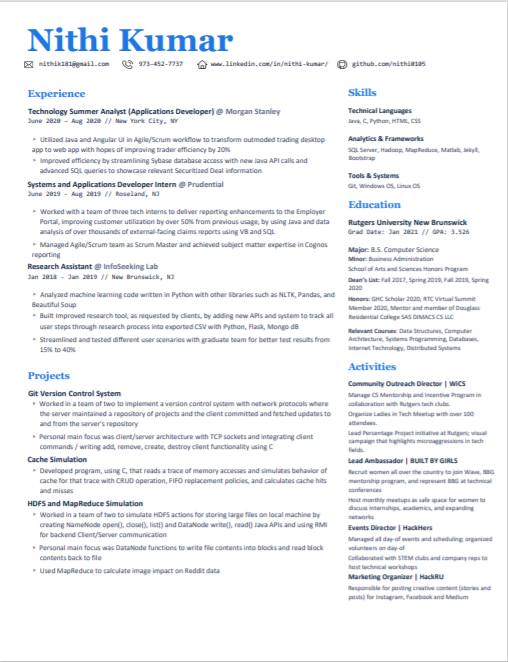 Nithi Kumar
nithik181@gmail.com 973-452-7737 www.linkedin.com/in/nithi-kumar/ github.com/nithi0105
Experience
Technology Summer Analyst (Applications Developer) @ Morgan Stanley
June 2020 – Aug 2020 // New York City, NY
Utilized Java and Angular UI in Agile/Scrum workflow to transform outmoded trading desktop
app to web app with hopes of improving trader efficiency by 20%
Improved efficiency by streamlining Sybase database access with new Java API calls and
advanced SQL queries to showcase relevant Securitized Deal information
Systems and Applications Developer Intern @ Prudential
June 2019 – Aug 2019 // Roseland, NJ
Worked with a team of three tech interns to deliver reporting enhancements to the Employer
Portal, improving customer utilization by over 50% from previous usage, by using Java and data
analysis of over thousands of external-facing claims reports using VB and SQL
Managed Agile/Scrum team as Scrum Master and achieved subject matter expertise in Cognos
reporting
Research Assistant @ InfoSeeking Lab
Jan 2018 – Jan 2019 // New Brunswick, NJ
Analyzed machine learning code written in Python with other libraries such as NLTK, Pandas, and
Beautiful Soup
Built Improved research tool, as requested by clients, by adding new APIs and system to track all
user steps through research process into exported CSV with Python, Flask, Mongo dB
Streamlined and tested different user scenarios with graduate team for better test results from
15% to 40%
Projects
Git Version Control System
Worked in a team of two to implement a version control system with network protocols where
the server maintained a repository of projects and the client committed and fetched updates to
and from the server's repository
Personal main focus was client/server architecture with TCP sockets and integrating client
commands / writing add, remove, create, destroy client functionality using C
Cache Simulation
Developed program, using C, that reads a trace of memory accesses and simulates behavior of
cache for that trace with CRUD operation, FIFO replacement policies, and calculates cache hits
and misses
HDFS and MapReduce Simulation
Worked in a team of two to simulate HDFS actions for storing large files on local machine by
creating NameNode open(), close(), list() and DataNode write(), read() Java APIs and using RMI
for backend Client/Server communication
Personal main focus was DataNode functions to write file contents into blocks and read block
contents back to file
Used MapReduce to calculate image impact on Reddit data
Skills
Technical Languages
Java, C, Python, HTML, CSS
Analytics & Frameworks
SQL Server, Hadoop, MapReduce, Matlab, Jekyll,
Bootstrap
Tools & Systems
Git, Windows OS, Linux OS
Education
Rutgers University New Brunswick
Grad Date: Jan 2021 // GPA: 3.526
Major: B.S. Computer Science
Minor: Business Administration
School of Arts and Sciences Honors Program
Dean's List: Fall 2017, Spring 2019, Fall 2019, Spring
2020
Honors: GHC Scholar 2020, RTC Virtual Summit
Member 2020, Mentor and member of Douglass
Residential College SAS DIMACS CS LLC
Relevant Courses: Data Structures, Computer
Architecture, Systems Programming, Databases,
Internet Technology, Distributed Systems
Activities
Community Outreach Director | WiCS
Manage CS Mentorship and Incentive Program in
collaboration with Rutgers tech clubs.
Organize Ladies in Tech Meetup with over 100
attendees.
Lead Percentage Project initiative at Rutgers; visual
campaign that highlights microaggressions in tech
fields.
Lead Ambassador | BUILT BY GIRLS
Recruit women all over the country to join Wave, BBG
mentorship program, and represent BBG at technical
conferences
Host monthly meetups as safe space for women to
discuss internships, academics, and expanding
networks
Events Director | HackHers
Managed all day-of events and scheduling; organized
volunteers on day-of
Collaborated with STEM clubs and company reps to
host technical workshops
Marketing Organizer | HackRU
Responsible for posting creative content (stories and
posts) for Instagram, Facebook and Medium